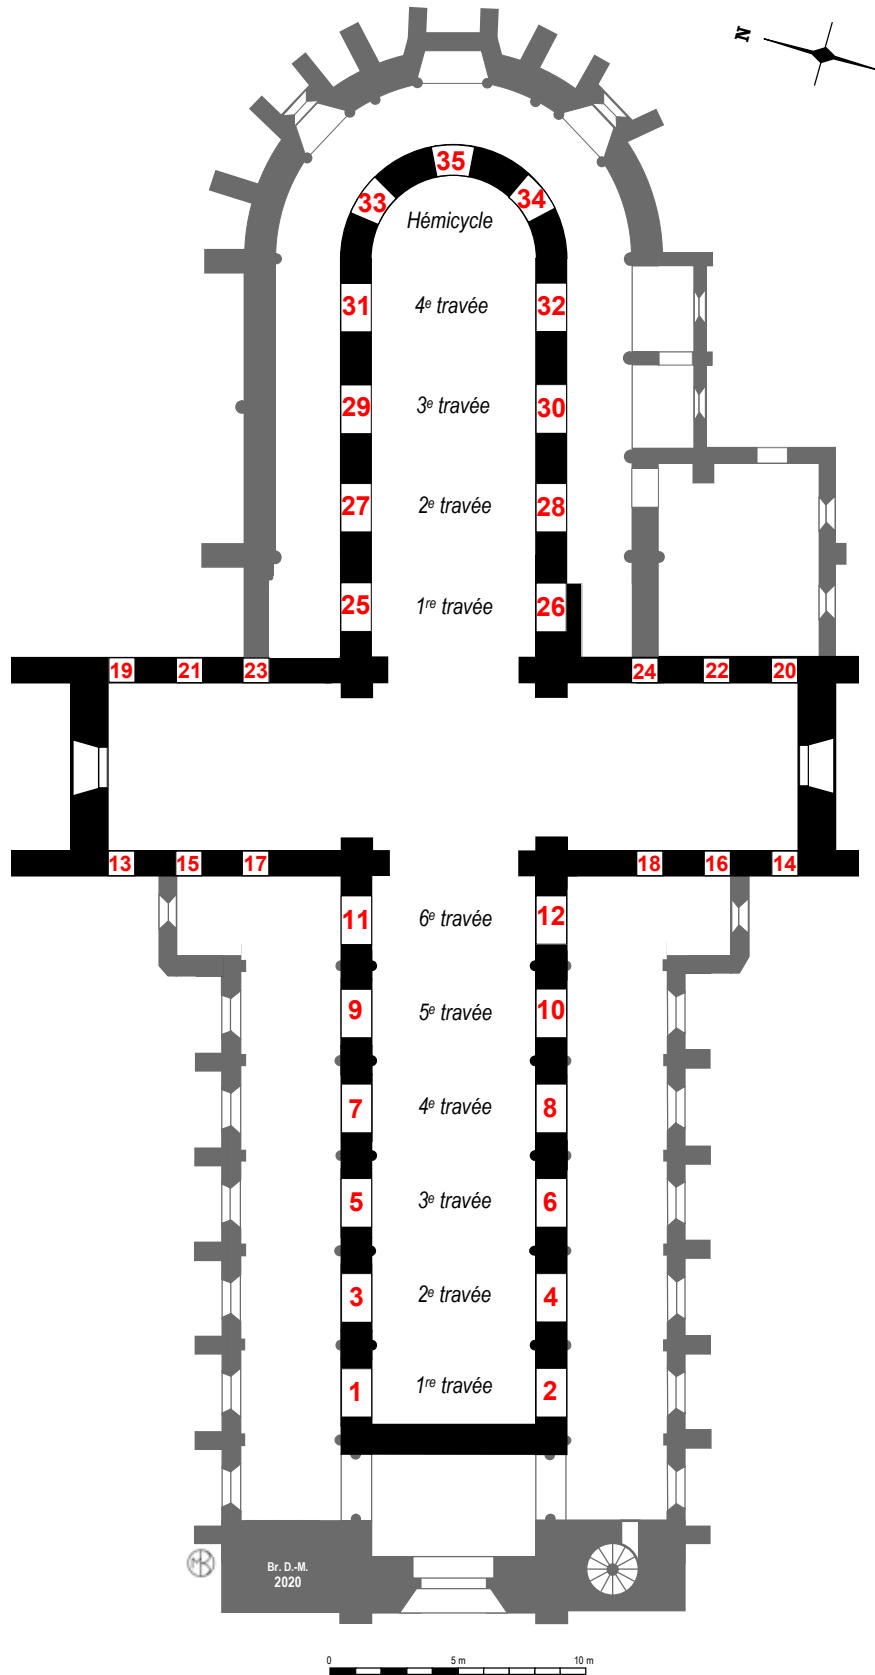 N
35
33
34
Hémicycle
31 4e travée 32
29 3e travée 30
27 2e travée 28
25 1re travée 26
19 21 23 24 22 20
13 15 17 18 16 14
11 6e travée 12
9 5e travée 10
7 4e travée 8
5 3e travée 6
3 2e travée 4
1 1re travée 2
Br. D.-M.
2020
0 5 m 10 m